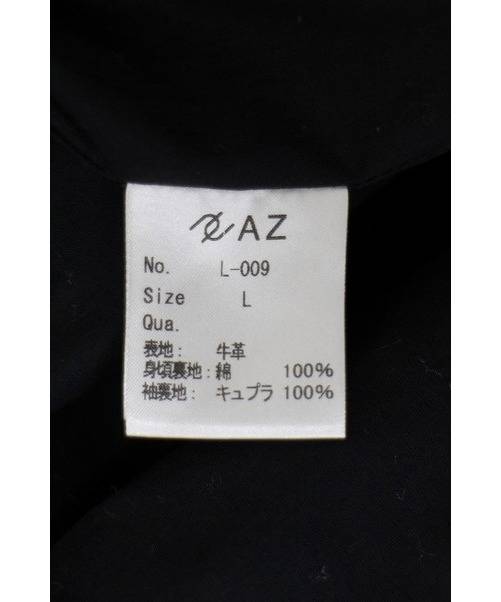 AZ
No. L-009
Size L
Qua.
表地: 牛革
身頃裏地:綿 100%
袖裏地: キュプラ 100%